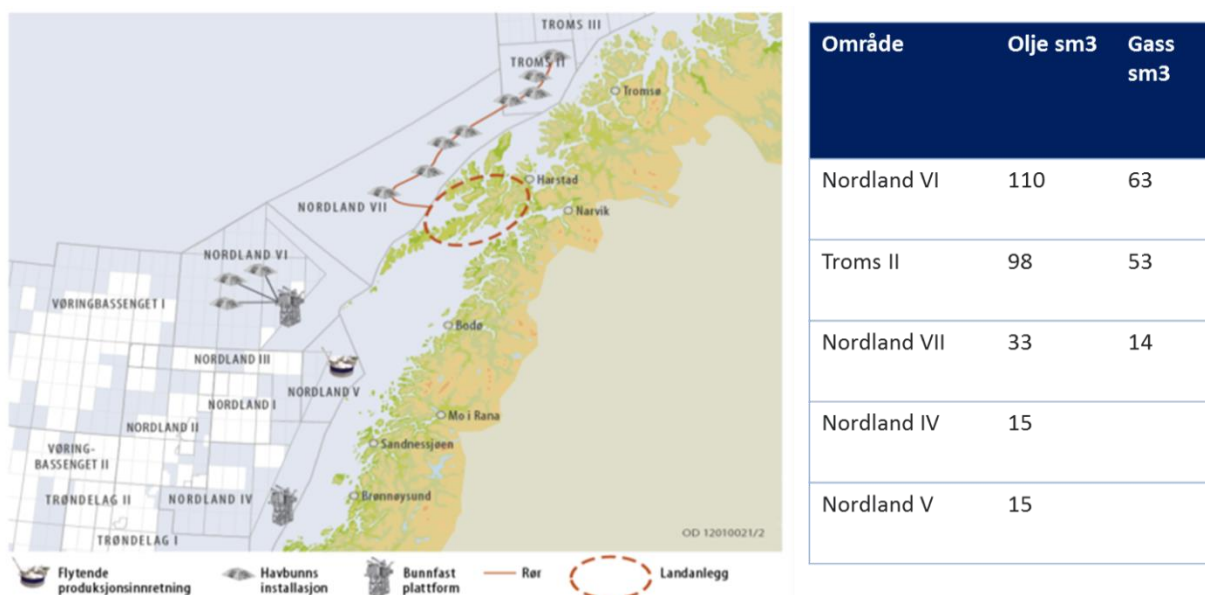 TROMS III
TROMS II
Tromsø
Harstad
NORDLAND VII
Narvik
NORDLAND VI
VØRINGBASSENGET I
Bodø
NORDLAND III
NORDLAND V
NORDLAND I
Mo i Rana
NORDLAND II
Sandnessjøen
VØRING-
BASSENGET II
TRØNDELAG II
NORDLAND IV
Brønnøysund
TRØNDELAG I
OD 12010021/2
Flytende
produksjonsinnretning
Havbunns
installasjon
Bunnfast
plattform
Rør
Landanlegg
Område Olje sm3 Gass
sm3
Nordland VI 110 63
Troms II 98 53
Nordland VII 33 14
Nordland IV 15
Nordland V 15